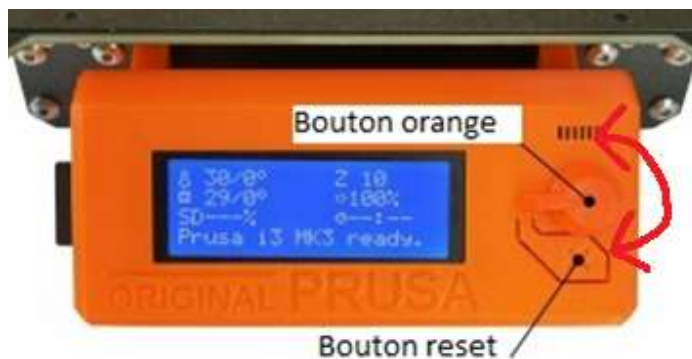 Bouton orange
30/0° Z 10
29/0° 100%
SD---% --:--
Prusa i3 MK3 ready.
ORIGINAL PRUSA
Bouton reset